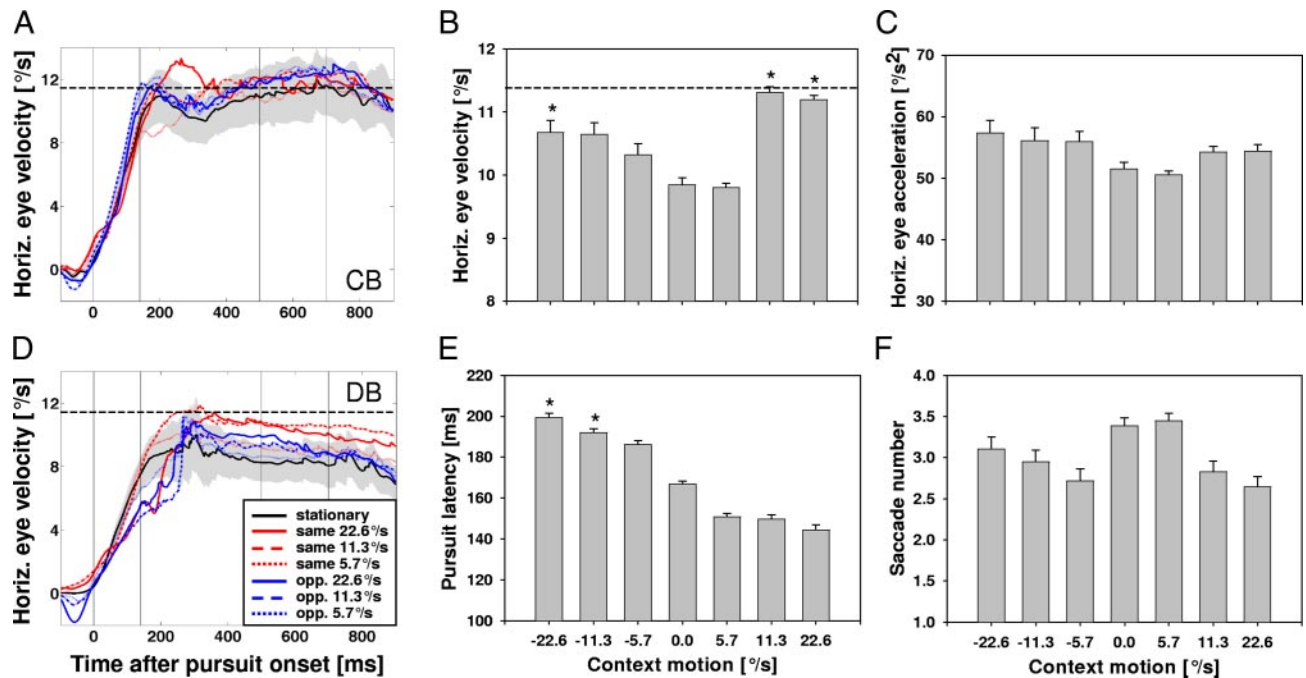 A
Horiz. eye velocity [°/s]
12
8
4
0
0
200
400
600
800
CB
B
Horiz. eye velocity [°/s]
12
11
10
9
8
*
*
*
C
Horiz. eye acceleration [°/s²]
70
60
50
40
30
D
Horiz. eye velocity [°/s]
12
8
4
0
DB
stationary
same 22.6°/s
same 11.3°/s
same 5.7°/s
opp. 22.6°/s
opp. 11.3°/s
opp. 5.7°/s
0
200
400
600
800
Time after pursuit onset [ms]
E
Pursuit latency [ms]
220
200
180
160
140
120
100
*
*
-22.6
-11.3
-5.7
0.0
5.7
11.3
22.6
Context motion [°/s]
F
Saccade number
4.0
3.5
3.0
2.5
2.0
1.5
1.0
-22.6
-11.3
-5.7
0.0
5.7
11.3
22.6
Context motion [°/s]